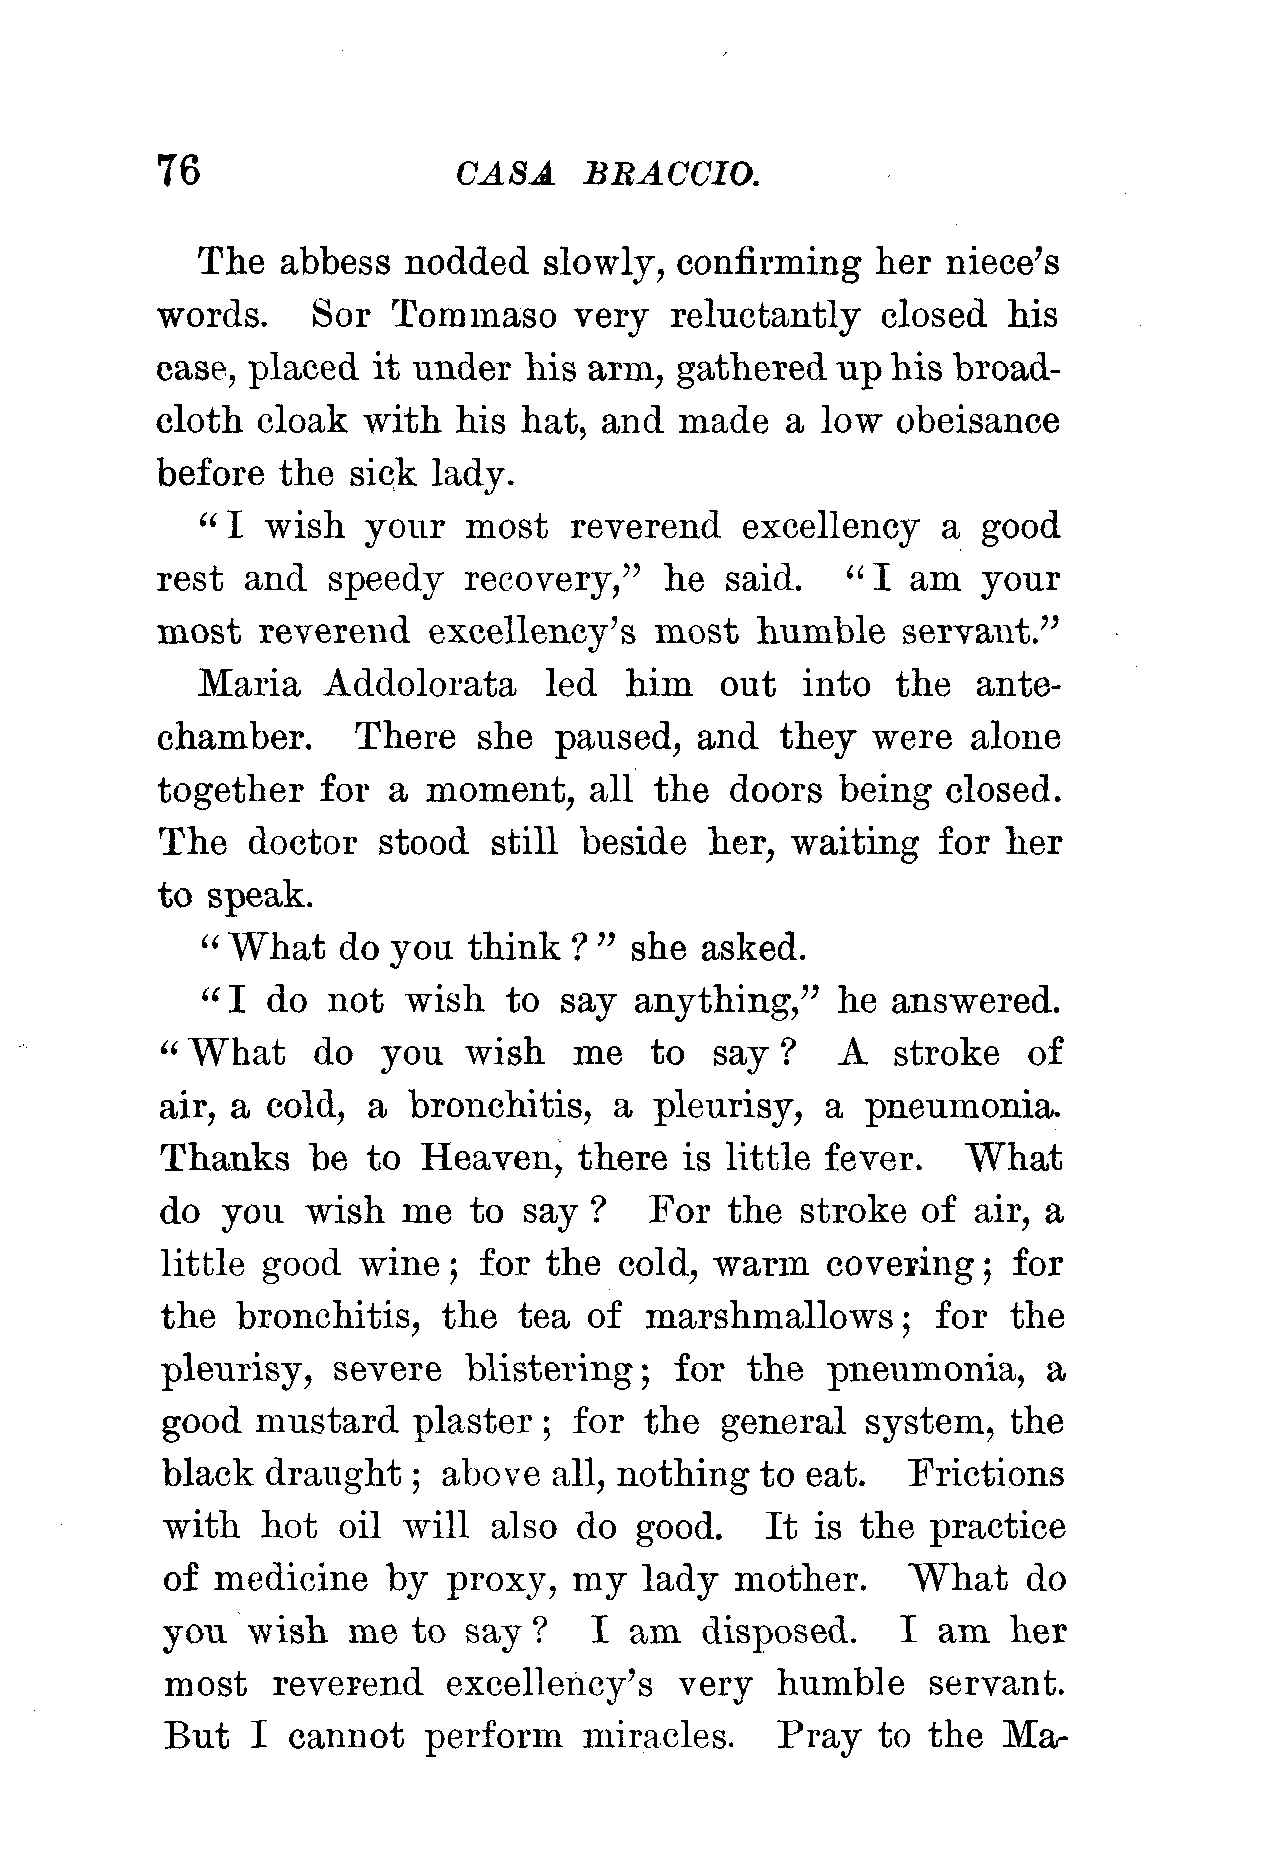 76 CASA BRACCIO.
The abbess nodded slowly, confirming her niece's
words. Sor Tommaso very reluctantly closed his
case, placed it under his arm, gathered up his broad-
cloth cloak with his hat, and made a low obeisance
before the sick lady.
"I wish your most reverend excellency a good
rest and speedy recovery," he said. "I am your
most reverend excellency's most humble servant."
Maria Addolorata led him out into the ante-
chamber. There she paused, and they were alone
together for a moment, all the doors being closed.
The doctor stood still beside her, waiting for her
to speak.
"What do you think?" she asked.
"I do not wish to say anything," he answered.
"What do you wish me to say? A stroke of
air, a cold, a bronchitis, a pleurisy, a pneumonia.
Thanks be to Heaven, there is little fever. What
do you wish me to say? For the stroke of air, a
little good wine; for the cold, warm covering; for
the bronchitis, the tea of marshmallows; for the
pleurisy, severe blistering; for the pneumonia, a
good mustard plaster; for the general system, the
black draught; above all, nothing to eat. Frictions
with hot oil will also do good. It is the practice
of medicine by proxy, my lady mother. What do
you wish me to say? I am disposed. I am her
most reverend excellency's very humble servant.
But I cannot perform miracles. Pray to the Ma-